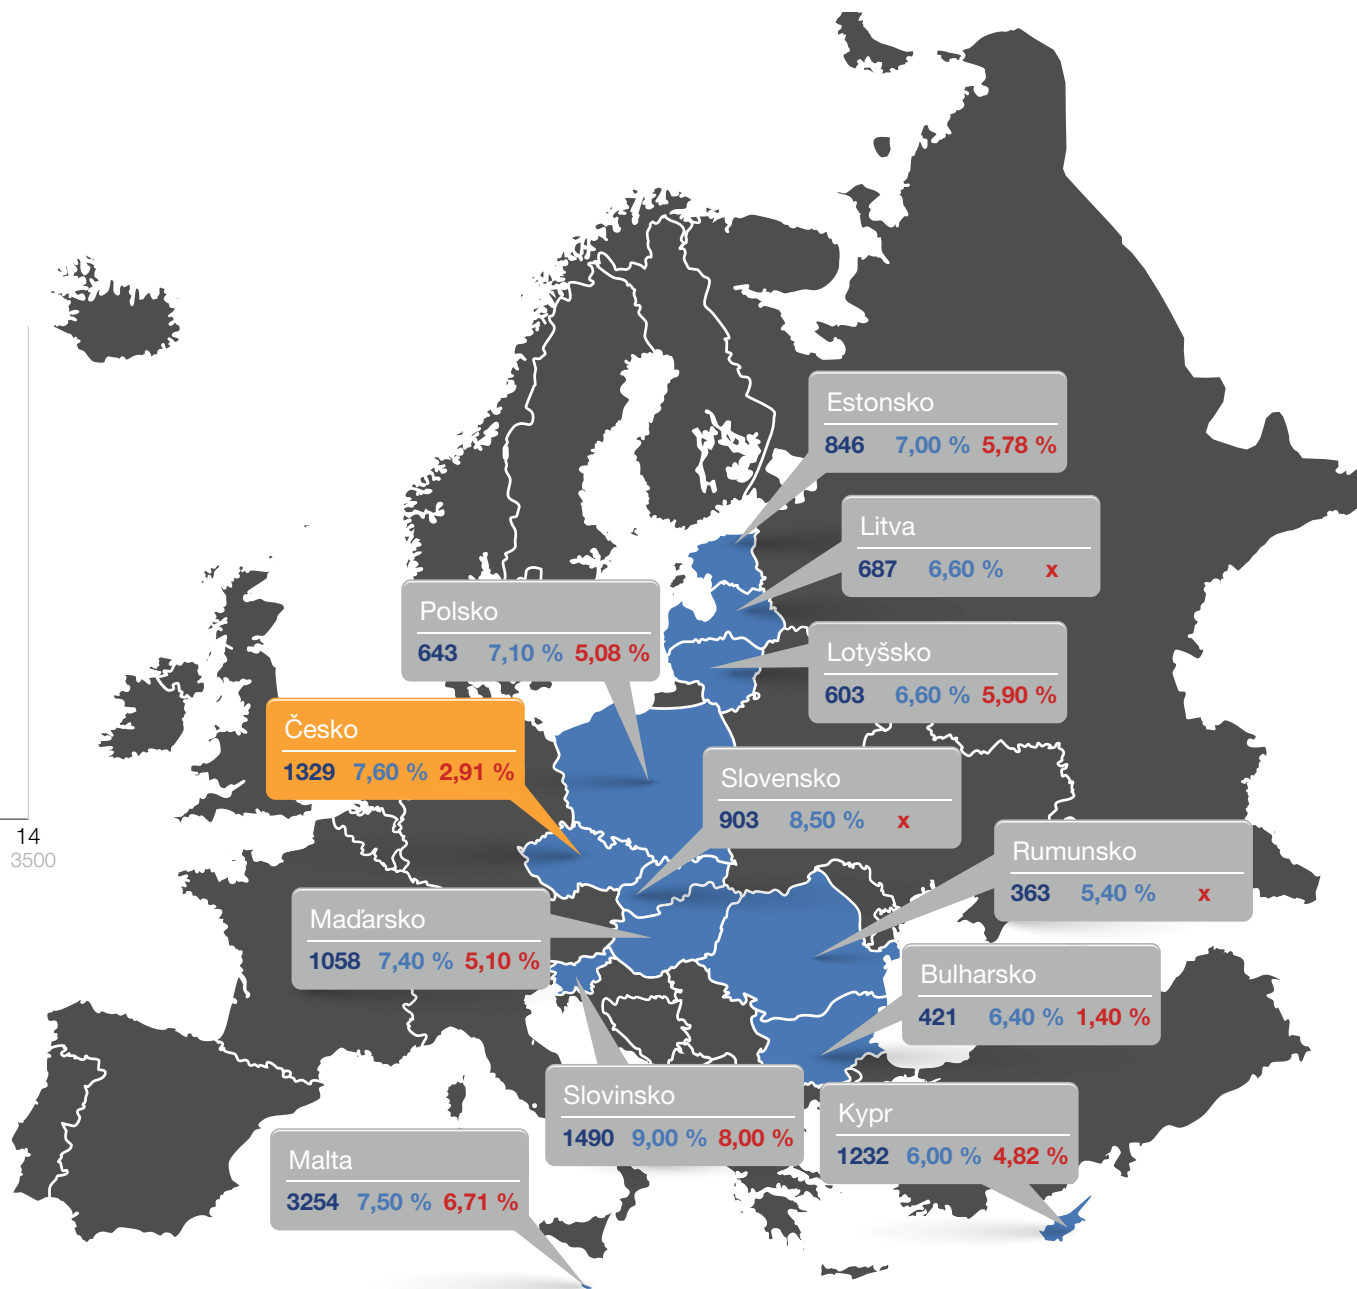 Estonsko
846 7,00 % 5,78 %
Litva
687 6,60 % x
Polsko
643 7,10 % 5,08 %
Lotyšsko
603 6,60 % 5,90 %
Česko
1329 7,60 % 2,91 %
Slovensko
903 8,50 % x
14
3500
Rumunsko
363 5,40 % x
Maďarsko
1058 7,40 % 5,10 %
Bulharsko
421 6,40 % 1,40 %
Slovinsko
1490 9,00 % 8,00 %
Kypr
1232 6,00 % 4,82 %
Malta
3254 7,50 % 6,71 %